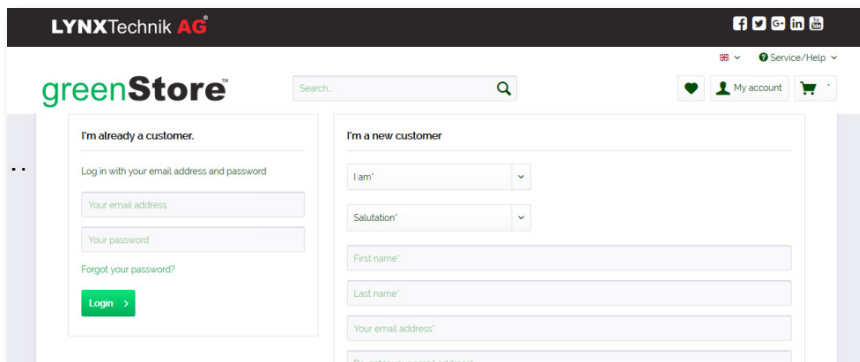 LYNXTechnik AG®
Service/Help
greenStore™
Search...
My account
I'm already a customer.
Log in with your email address and password
Your email address
Your password
Forgot your password?
Login
I'm a new customer
I am*
Salutation*
First name*
Last name*
Your email address*